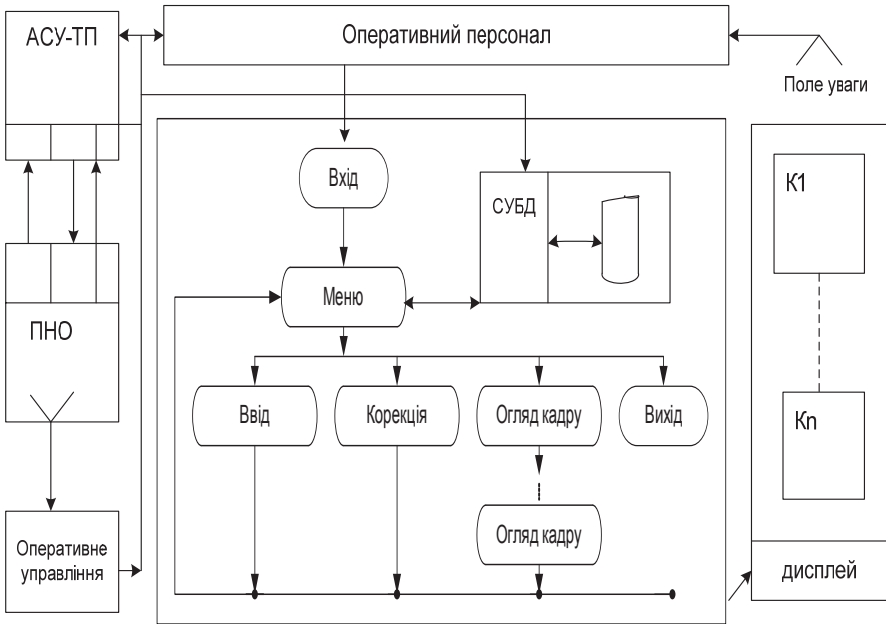 АСУ-ТП
Оперативний персонал
Поле уваги
Вхід
СУБД
К1
Меню
ПНО
Ввід
Корекція
Огляд кадру
Вихід
Кn
Огляд кадру
Оперативне
управління
дисплей